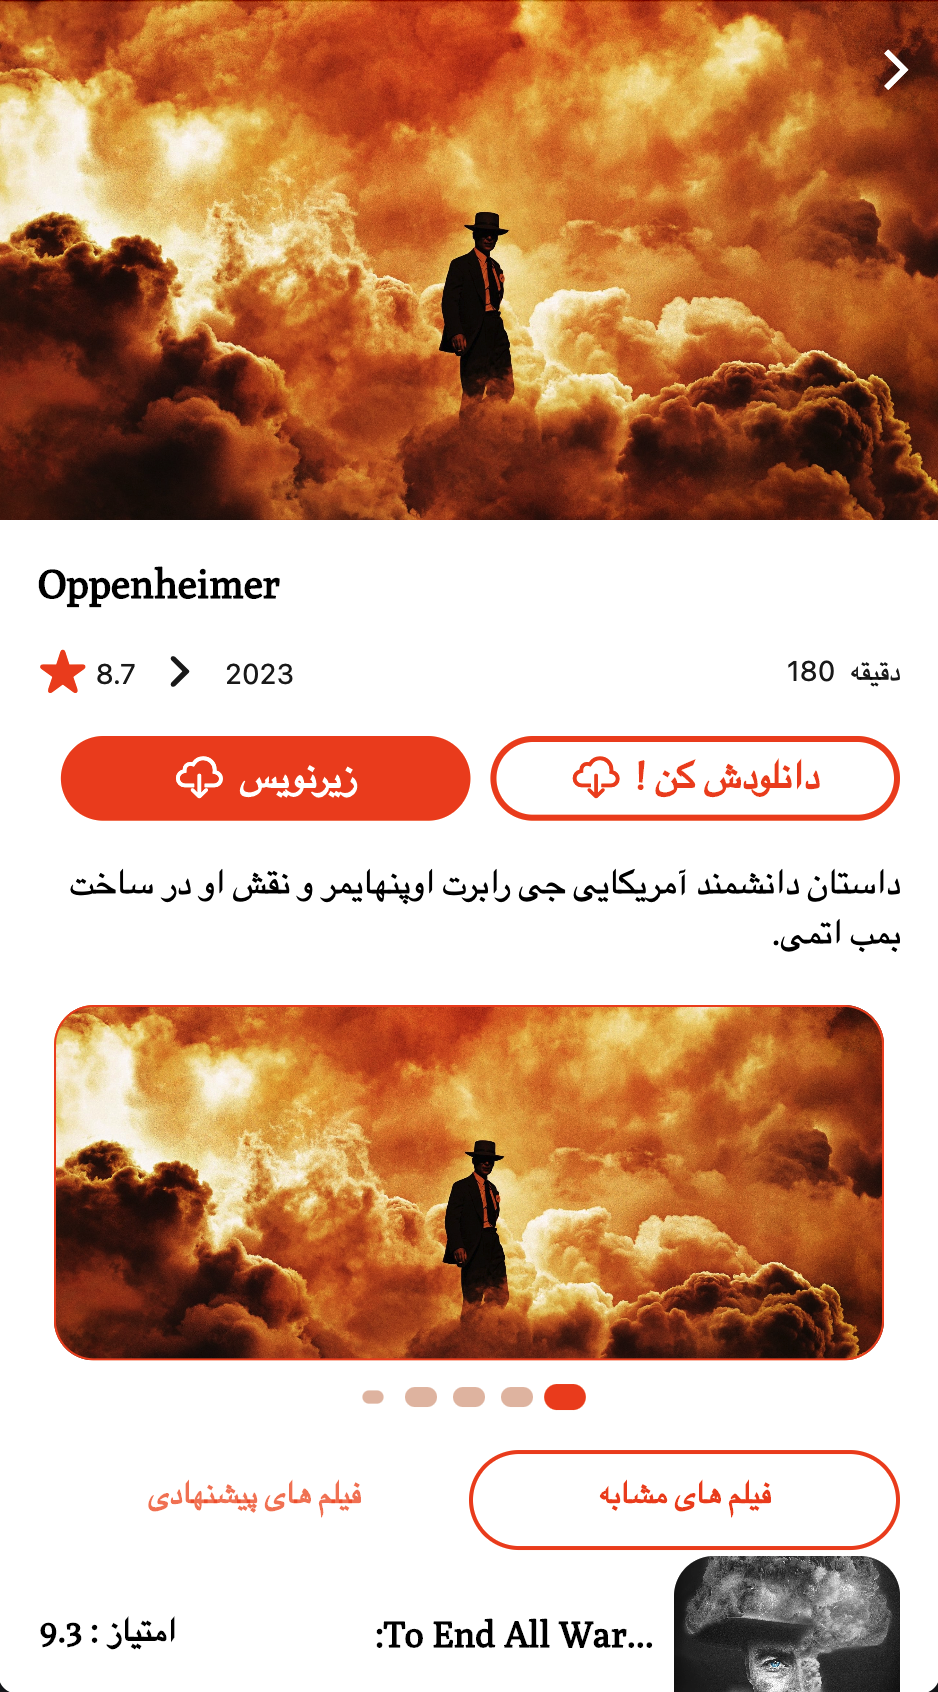 Oppenheimer
8.7 2023
180 دقیقه
دانلودش کن !
زیرنویس
داستان دانشمند آمریکایی جی رابرت اوپنهایمر و نقش او در ساخت
بمب اتمی.
فیلم های مشابه
فیلم های پیشنهادی
:To End All War...
امتیاز : 9.3